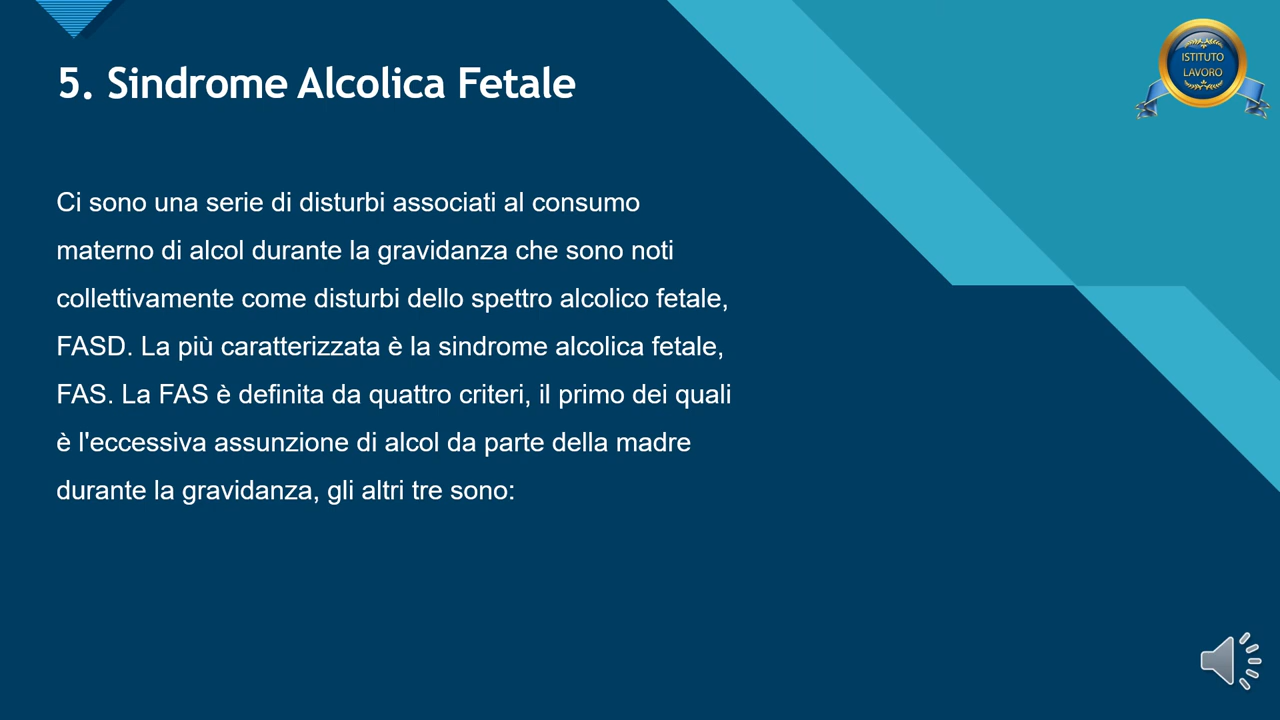 5. Sindrome Alcolica Fetale
ISTITUTO
LAVORO
Ci sono una serie di disturbi associati al consumo
materno di alcol durante la gravidanza che sono noti
collettivamente come disturbi dello spettro alcolico fetale,
FASD. La più caratterizzata è la sindrome alcolica fetale,
FAS. La FAS è definita da quattro criteri, il primo dei quali
è l'eccessiva assunzione di alcol da parte della madre
durante la gravidanza, gli altri tre sono: